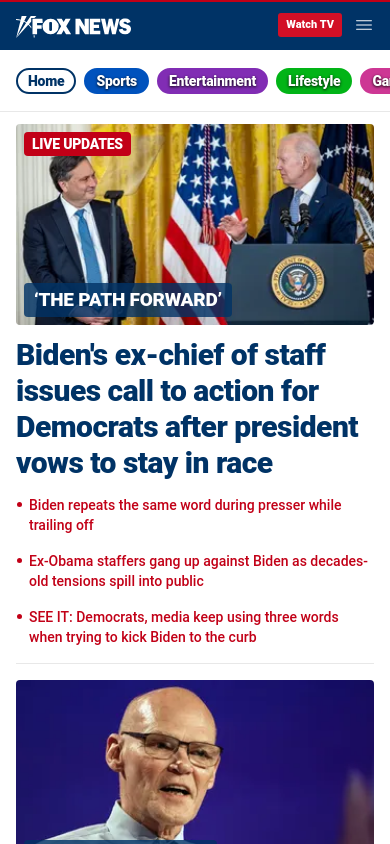 FOX NEWS
Watch TV
Home
Sports
Entertainment
Lifestyle
LIVE UPDATES
‘THE PATH FORWARD’
Biden's ex-chief of staff
issues call to action for
Democrats after president
vows to stay in race
Biden repeats the same word during presser while
trailing off
Ex-Obama staffers gang up against Biden as decades-
old tensions spill into public
SEE IT: Democrats, media keep using three words
when trying to kick Biden to the curb